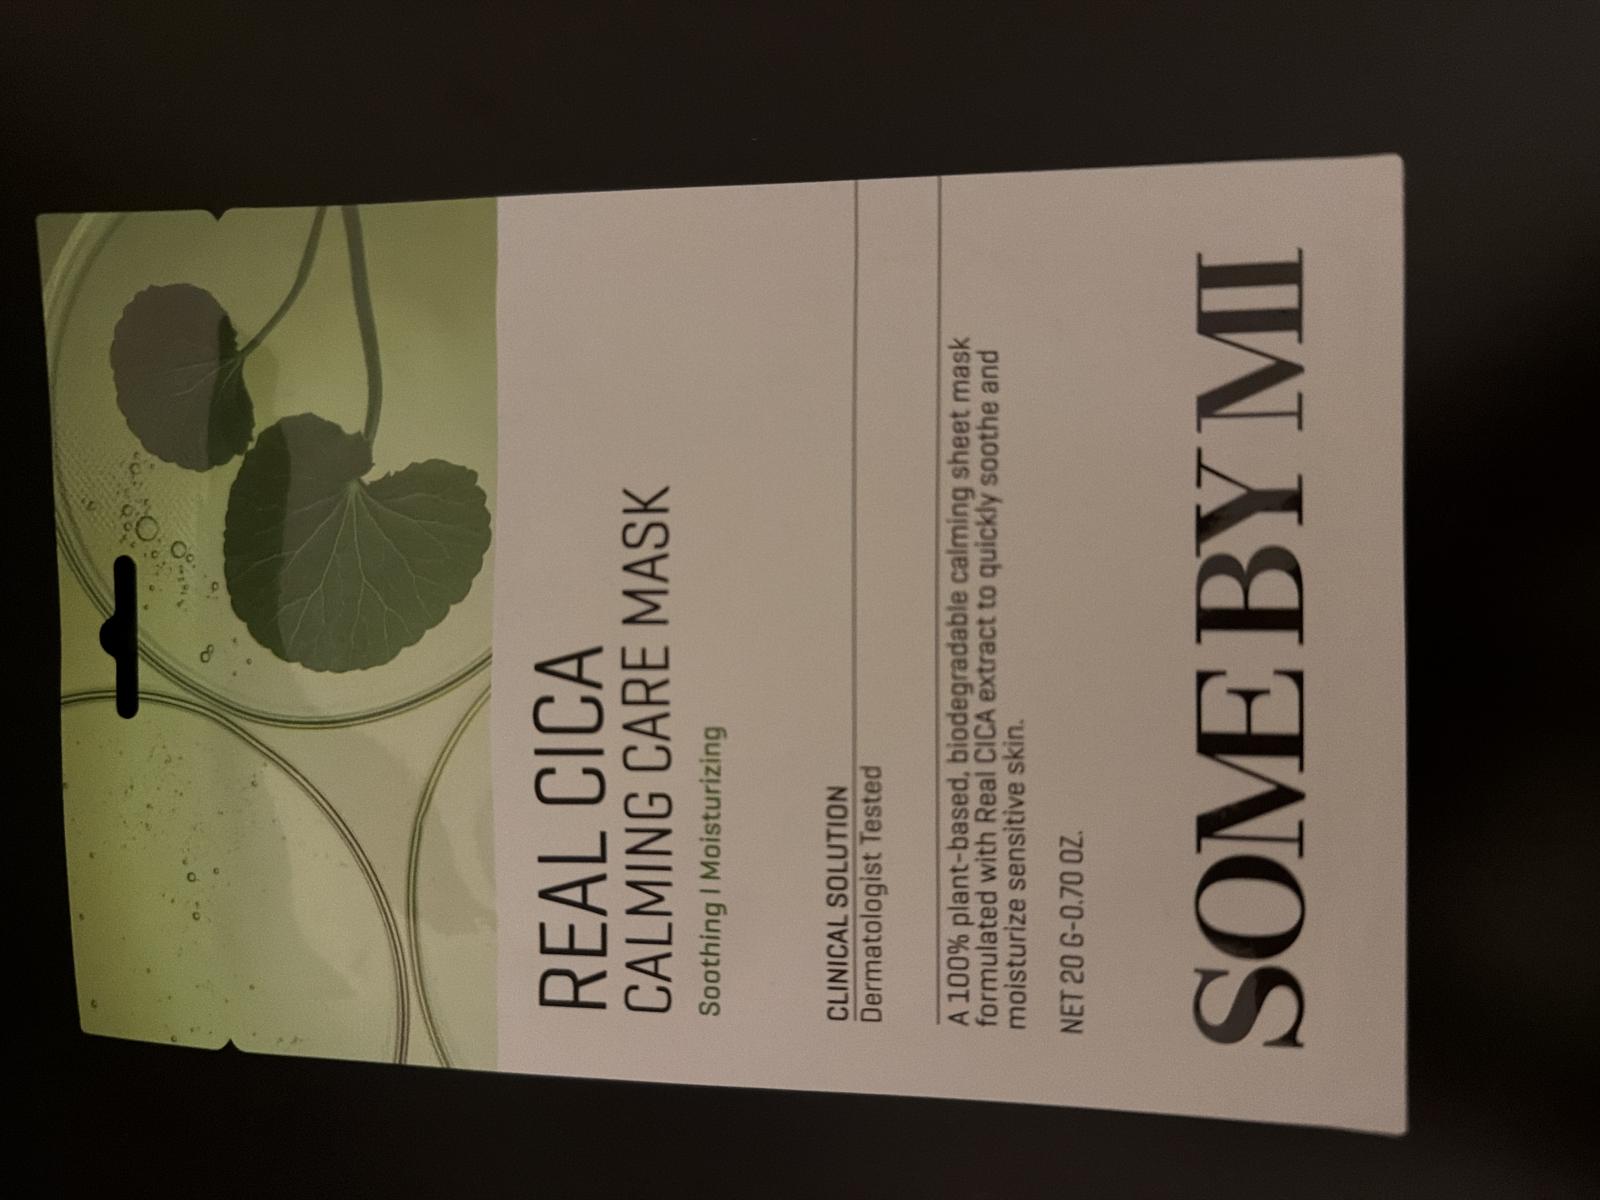 REAL CICA
CALMING CARE MASK
Soothing | Moisturizing
CLINICAL SOLUTION
Dermatologist Tested
A 100% plant-based, biodegradable calming sheet mask
formulated with Real CICA extract to quickly soothe and
moisturize sensitive skin.
NET 20 G-0.70 OZ.
SOME BY MI